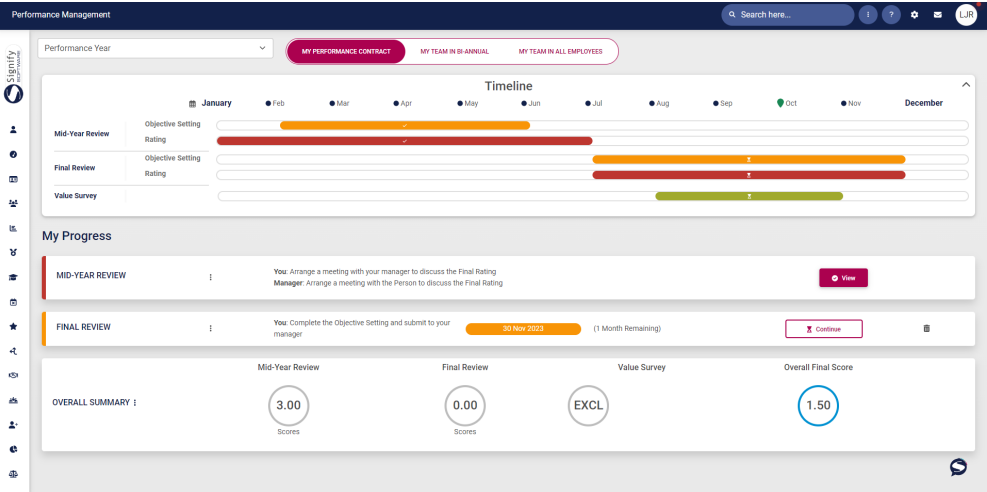 Performance Management
Search here...
?
LJR
Signify
SOFTWARE
Performance Year
MY PERFORMANCE CONTRACT
MY TEAM IN BI-ANNUAL
MY TEAM IN ALL EMPLOYEES
Timeline
January Feb Mar Apr May Jun Jul Aug Sep Oct Nov December
Mid-Year Review
Objective Setting
Rating
Final Review
Objective Setting
Rating
Value Survey
My Progress
MID-YEAR REVIEW
You: Arrange a meeting with your manager to discuss the Final Rating
Manager: Arrange a meeting with the Person to discuss the Final Rating
View
FINAL REVIEW
You: Complete the Objective Setting and submit to your
manager
30 Nov 2023
(1 Month Remaining)
Continue
OVERALL SUMMARY
Mid-Year Review
3.00
Scores
Final Review
0.00
Scores
Value Survey
EXCL
Overall Final Score
1.50